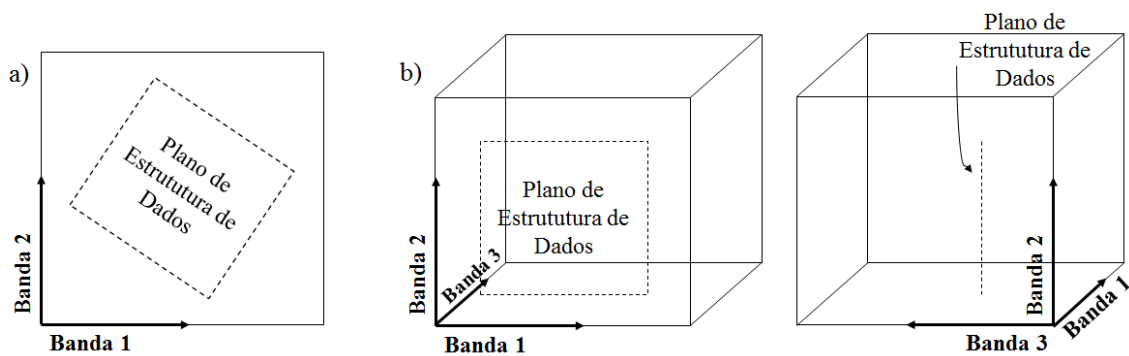 a)
Plano de
Estrututura de
Dados
Banda 2
Banda 1
b)
Plano de
Estrututura de
Dados
Banda 2
Banda 3
Banda 1
Plano de
Estrututura de
Dados
Banda 2
Banda 1
Banda 3